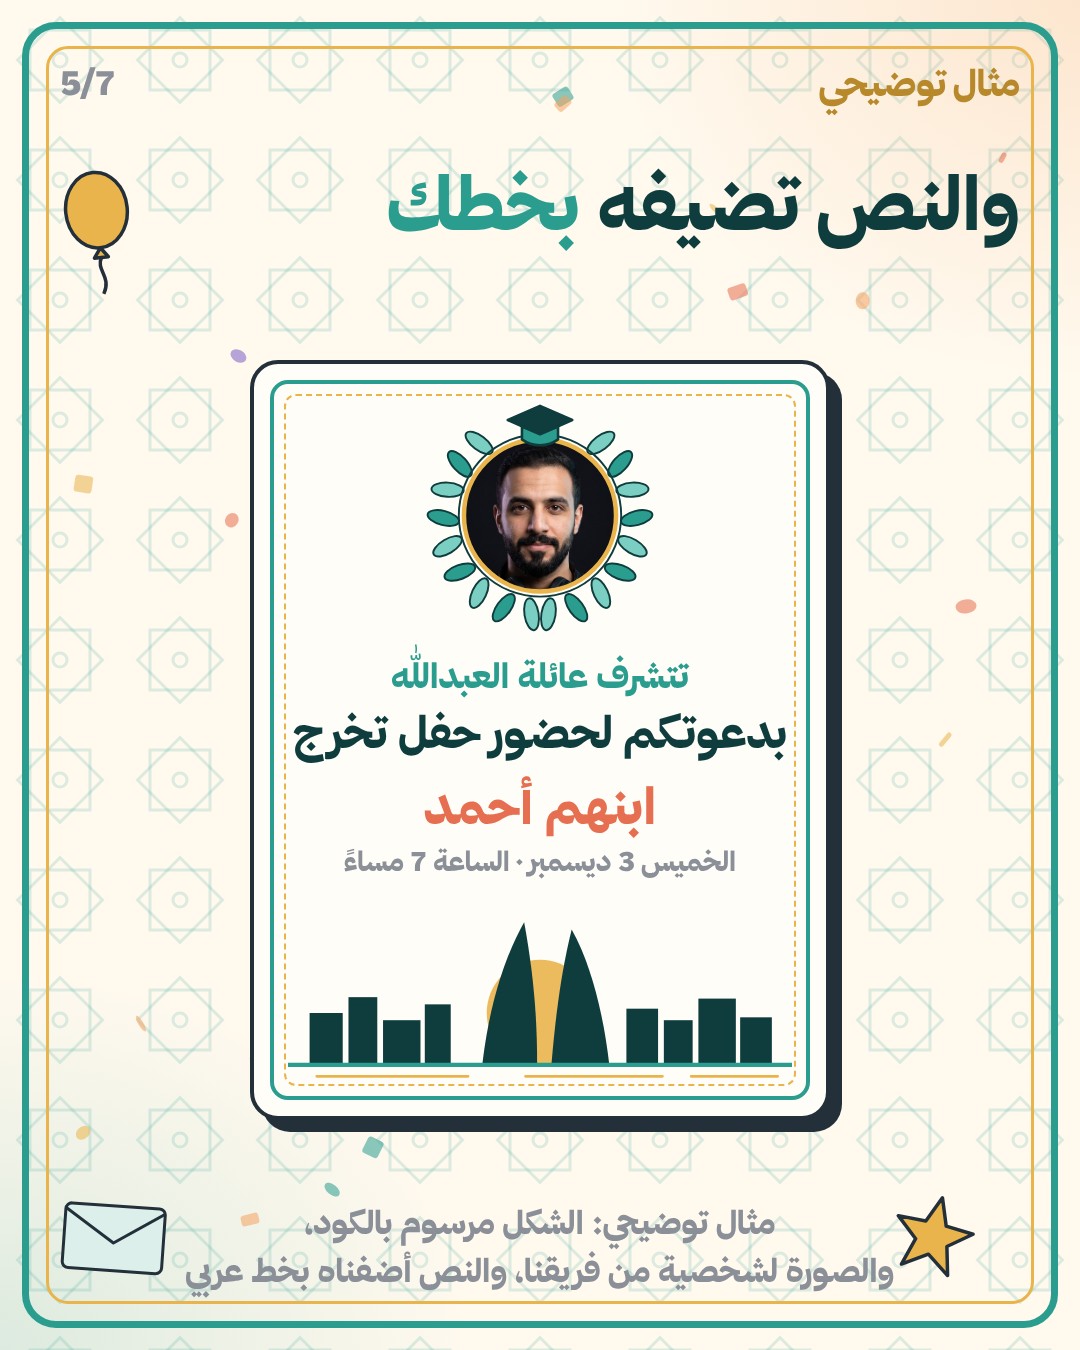 مثال توضيحي
5/7
والنص تضيفه بخطك
تتشرف عائلة العبدالله
بدعوتكم لحضور حفل تخرج
ابنهم أحمد
الخميس 3 ديسمبر · الساعة 7 مساءً
مثال توضيحي: الشكل مرسوم بالكود،
والصورة لشخصية من فريقنا، والنص أضفناه بخط عربي